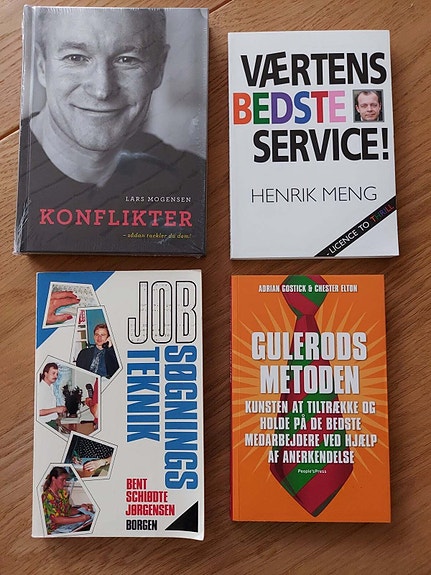 LARS MOGENSEN
KONFLIKTER
- sådan tackler du dem!
VÆRTENS
BEDSTE
SERVICE!
HENRIK MENG
- LICENCE TO THRILL
JOB
SØGNINGS
TEKNIK
BENT
SCHIØDTE
JØRGENSEN
BORGEN
ADRIAN GOSTICK & CHESTER ELTON
GULERODS
METODEN
KUNSTEN AT TILTRÆKKE OG
HOLDE PÅ DE BEDSTE
MEDARBEJDERE VED HJÆLP
AF ANERKENDELSE
People'sPress